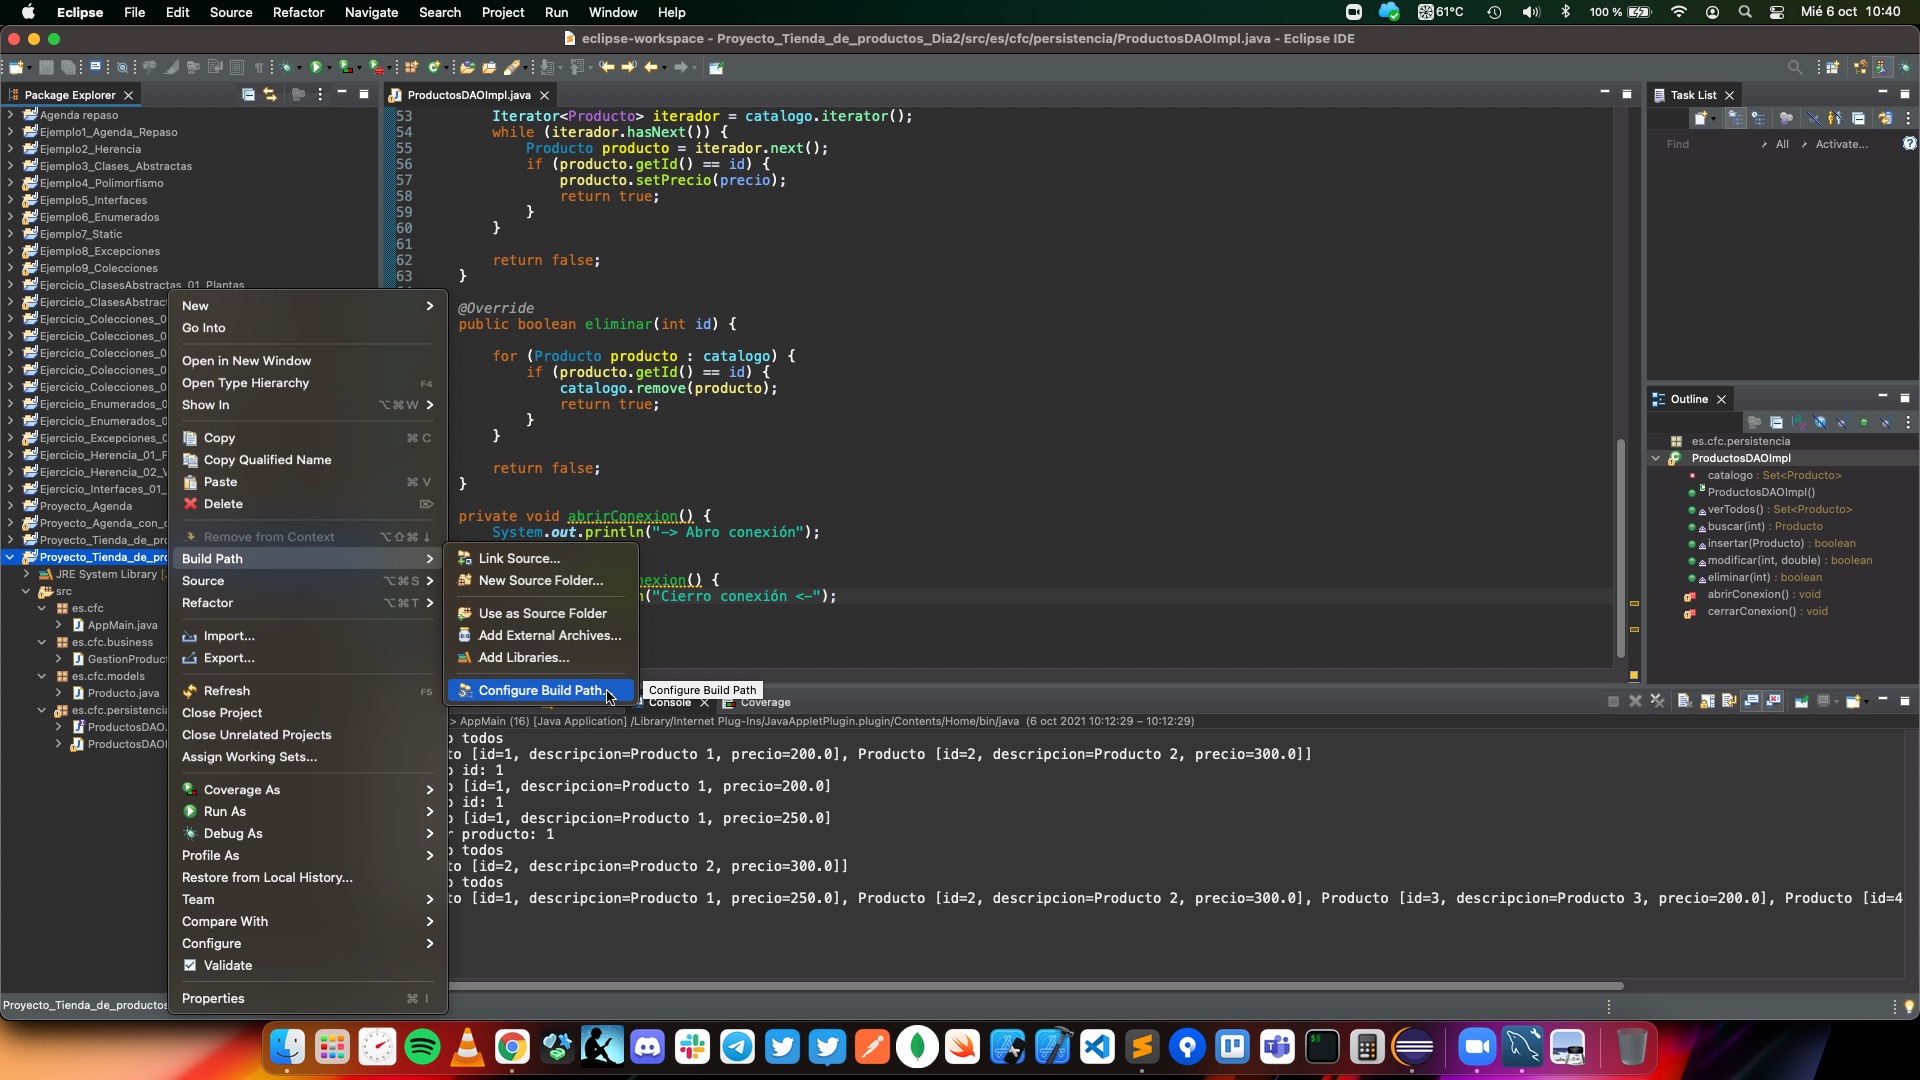 Eclipse File Edit Source Refactor Navigate Search Project Run Window Help 61°C 100 % Mié 6 oct 10:40
eclipse-workspace - Proyecto_Tienda_de_productos_Dia2/src/es/cfc/persistencia/ProductosDAOImpl.java - Eclipse IDE
Package Explorer
Agenda repaso
Ejemplo1_Agenda_Repaso
Ejemplo2_Herencia
Ejemplo3_Clases_Abstractas
Ejemplo4_Polimorfismo
Ejemplo5_Interfaces
Ejemplo6_Enumerados
Ejemplo7_Static
Ejemplo8_Excepciones
Ejemplo9_Colecciones
Ejercicio_ClasesAbstractas_01_Plantas
Ejercicio_ClasesAbstrac
Ejercicio_Colecciones_0
Ejercicio_Colecciones_0
Ejercicio_Colecciones_0
Ejercicio_Colecciones_0
Ejercicio_Colecciones_0
Ejercicio_Enumerados_0
Ejercicio_Enumerados_0
Ejercicio_Excepciones_0
Ejercicio_Herencia_01_F
Ejercicio_Herencia_02_V
Ejercicio_Interfaces_01_
Proyecto_Agenda
Proyecto_Agenda_con_c
Proyecto_Tienda_de_pro
Proyecto_Tienda_de_pro
JRE System Library [
src
es.cfc
AppMain.java
es.cfc.business
GestionProduc
es.cfc.models
Producto.java
es.cfc.persistencia
ProductosDAO.
ProductosDAOI
New
Go Into
Open in New Window
Open Type Hierarchy F4
Show In ⌥⌘W
Copy ⌘C
Copy Qualified Name
Paste ⌘V
Delete ⌦
Remove from Context ⌥⇧⌘↓
Build Path
Source ⌥⌘S
Refactor ⌥⌘T
Import...
Export...
Refresh F5
Close Project
Close Unrelated Projects
Assign Working Sets...
Coverage As
Run As
Debug As
Profile As
Restore from Local History...
Team
Compare With
Configure
Validate
Properties ⌘I
Link Source...
New Source Folder...
Use as Source Folder
Add External Archives...
Add Libraries...
Configure Build Path..
Configure Build Path
ProductosDAOImpl.java
53 Iterator<Producto> iterador = catalogo.iterator();
54 while (iterador.hasNext()) {
55 Producto producto = iterador.next();
56 if (producto.getId() == id) {
57 producto.setPrecio(precio);
58 return true;
59 }
60 }
61
62 return false;
63 }
@Override
public boolean eliminar(int id) {
for (Producto producto : catalogo) {
if (producto.getId() == id) {
catalogo.remove(producto);
return true;
}
}
return false;
}
private void abrirConexion() {
System.out.println("-> Abro conexión");
nexion() {
n("Cierro conexión <-");
Console Coverage
> AppMain (16) [Java Application] /Library/Internet Plug-Ins/JavaAppletPlugin.plugin/Contents/Home/bin/java (6 oct 2021 10:12:29 – 10:12:29)
o todos
to [id=1, descripcion=Producto 1, precio=200.0], Producto [id=2, descripcion=Producto 2, precio=300.0]]
o id: 1
o [id=1, descripcion=Producto 1, precio=200.0]
o id: 1
o [id=1, descripcion=Producto 1, precio=250.0]
r producto: 1
o todos
to [id=2, descripcion=Producto 2, precio=300.0]]
o todos
to [id=1, descripcion=Producto 1, precio=250.0], Producto [id=2, descripcion=Producto 2, precio=300.0], Producto [id=3, descripcion=Producto 3, precio=200.0], Producto [id=4
Task List
Find All Activate...
Outline
es.cfc.persistencia
ProductosDAOImpl
catalogo : Set<Producto>
ProductosDAOImpl()
verTodos() : Set<Producto>
buscar(int) : Producto
insertar(Producto) : boolean
modificar(int, double) : boolean
eliminar(int) : boolean
abrirConexion() : void
cerrarConexion() : void
Proyecto_Tienda_de_productos